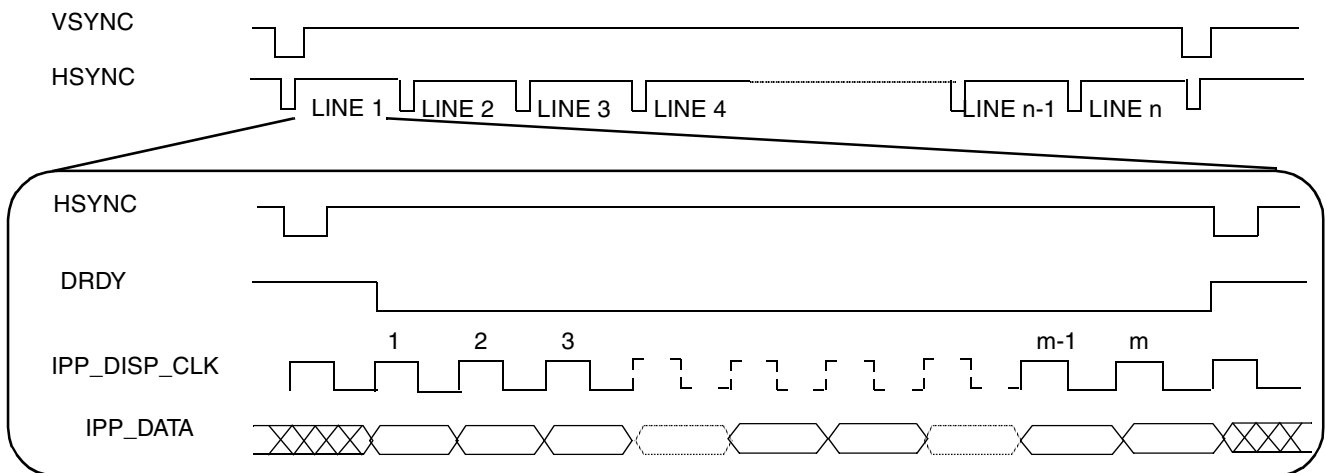 VSYNC
HSYNC
LINE 1 LINE 2 LINE 3 LINE 4 LINE n-1 LINE n
HSYNC
DRDY
1 2 3 m-1 m
IPP_DISP_CLK
IPP_DATA